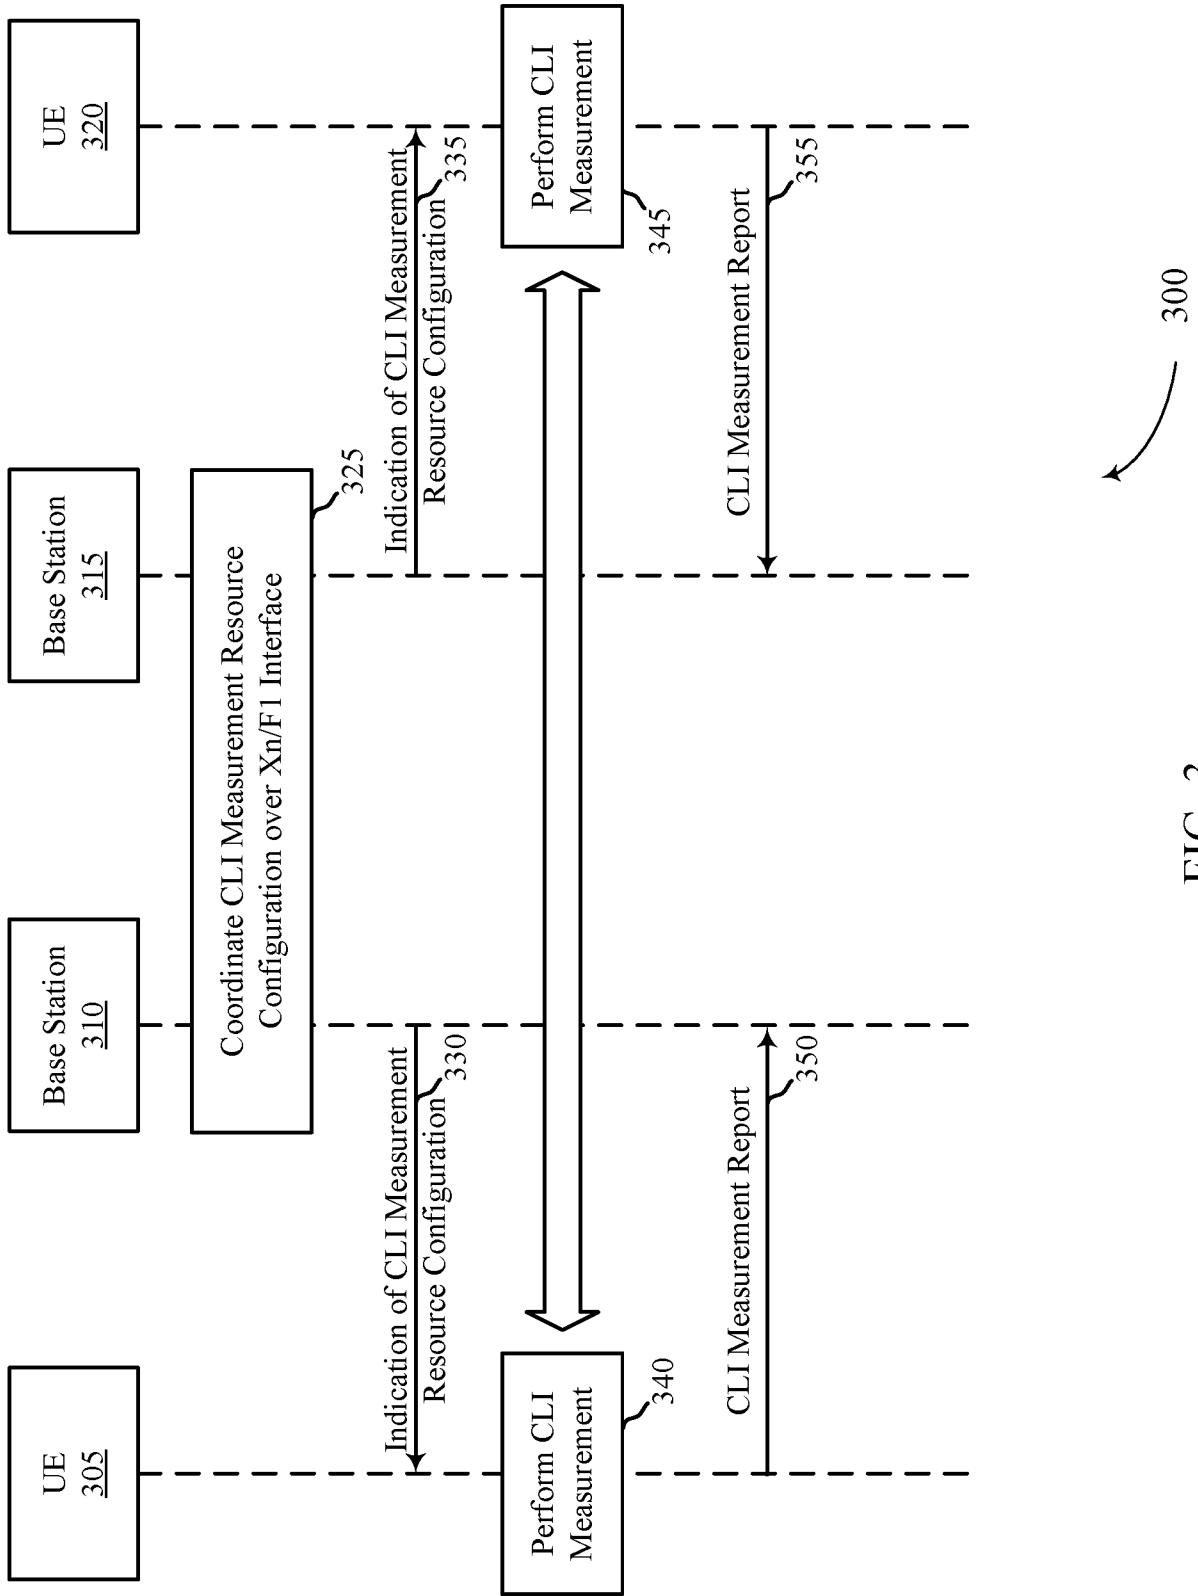 UE
305
Base Station
310
Base Station
315
UE
320
Coordinate CLI Measurement Resource
Configuration over Xn/F1 Interface
325
Indication of CLI Measurement
Resource Configuration
330
Indication of CLI Measurement
Resource Configuration
335
Perform CLI
Measurement
340
Perform CLI
Measurement
345
CLI Measurement Report
350
CLI Measurement Report
355
300
FIG.